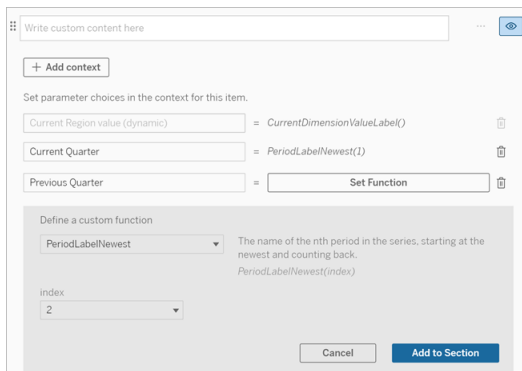 Write custom content here
+ Add context
Set parameter choices in the context for this item.
Current Region value (dynamic) = CurrentDimensionValueLabel()
Current Quarter = PeriodLabelNewest(1)
Previous Quarter = Set Function
Define a custom function
PeriodLabelNewest The name of the nth period in the series, starting at the
newest and counting back.
PeriodLabelNewest(index)
index
2
Cancel Add to Section